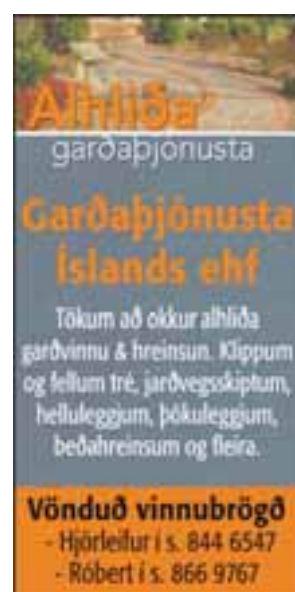 Alhliða
garðaþjónusta
Garðaþjónusta
Íslands ehf
Tökum að okkur alhliða
garðvinnu & hreinsun. Klippum
og fellum tré, jarðvegsskiptum,
helluleggjum, þökuleggjum,
beðahreinsum og fleira.
Vönduð vinnubrögð
- Hjörleifur í s. 844 6547
- Róbert í s. 866 9767